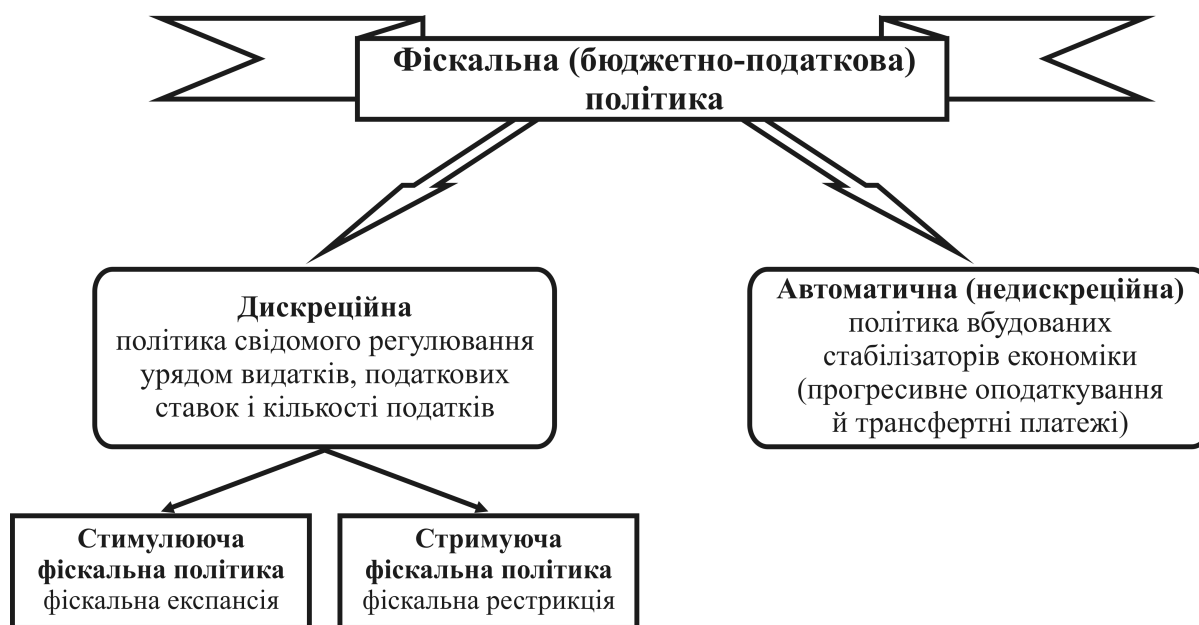 Фіскальна (бюджетно-податкова)
політика
Дискреційна
політика свідомого регулювання
урядом видатків, податкових
ставок і кількості податків
Автоматична (недискреційна)
політика вбудованих
стабілізаторів економіки
(прогресивне оподаткування
й трансфертні платежі)
Стимулююча
фіскальна політика
фіскальна експансія
Стримуюча
фіскальна політика
фіскальна рестрикція